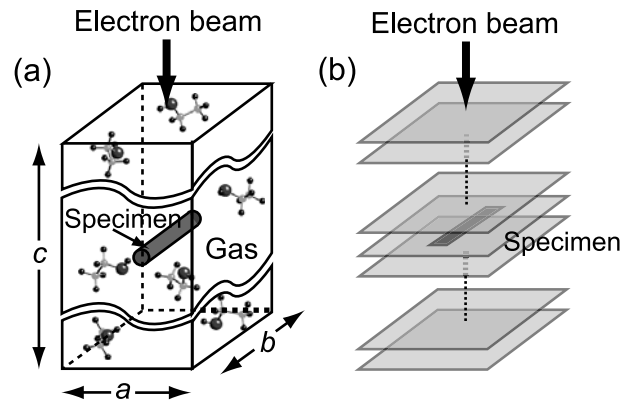 Electron beam
(a)
Specimen
Gas
c
a
b
Electron beam
(b)
Specimen